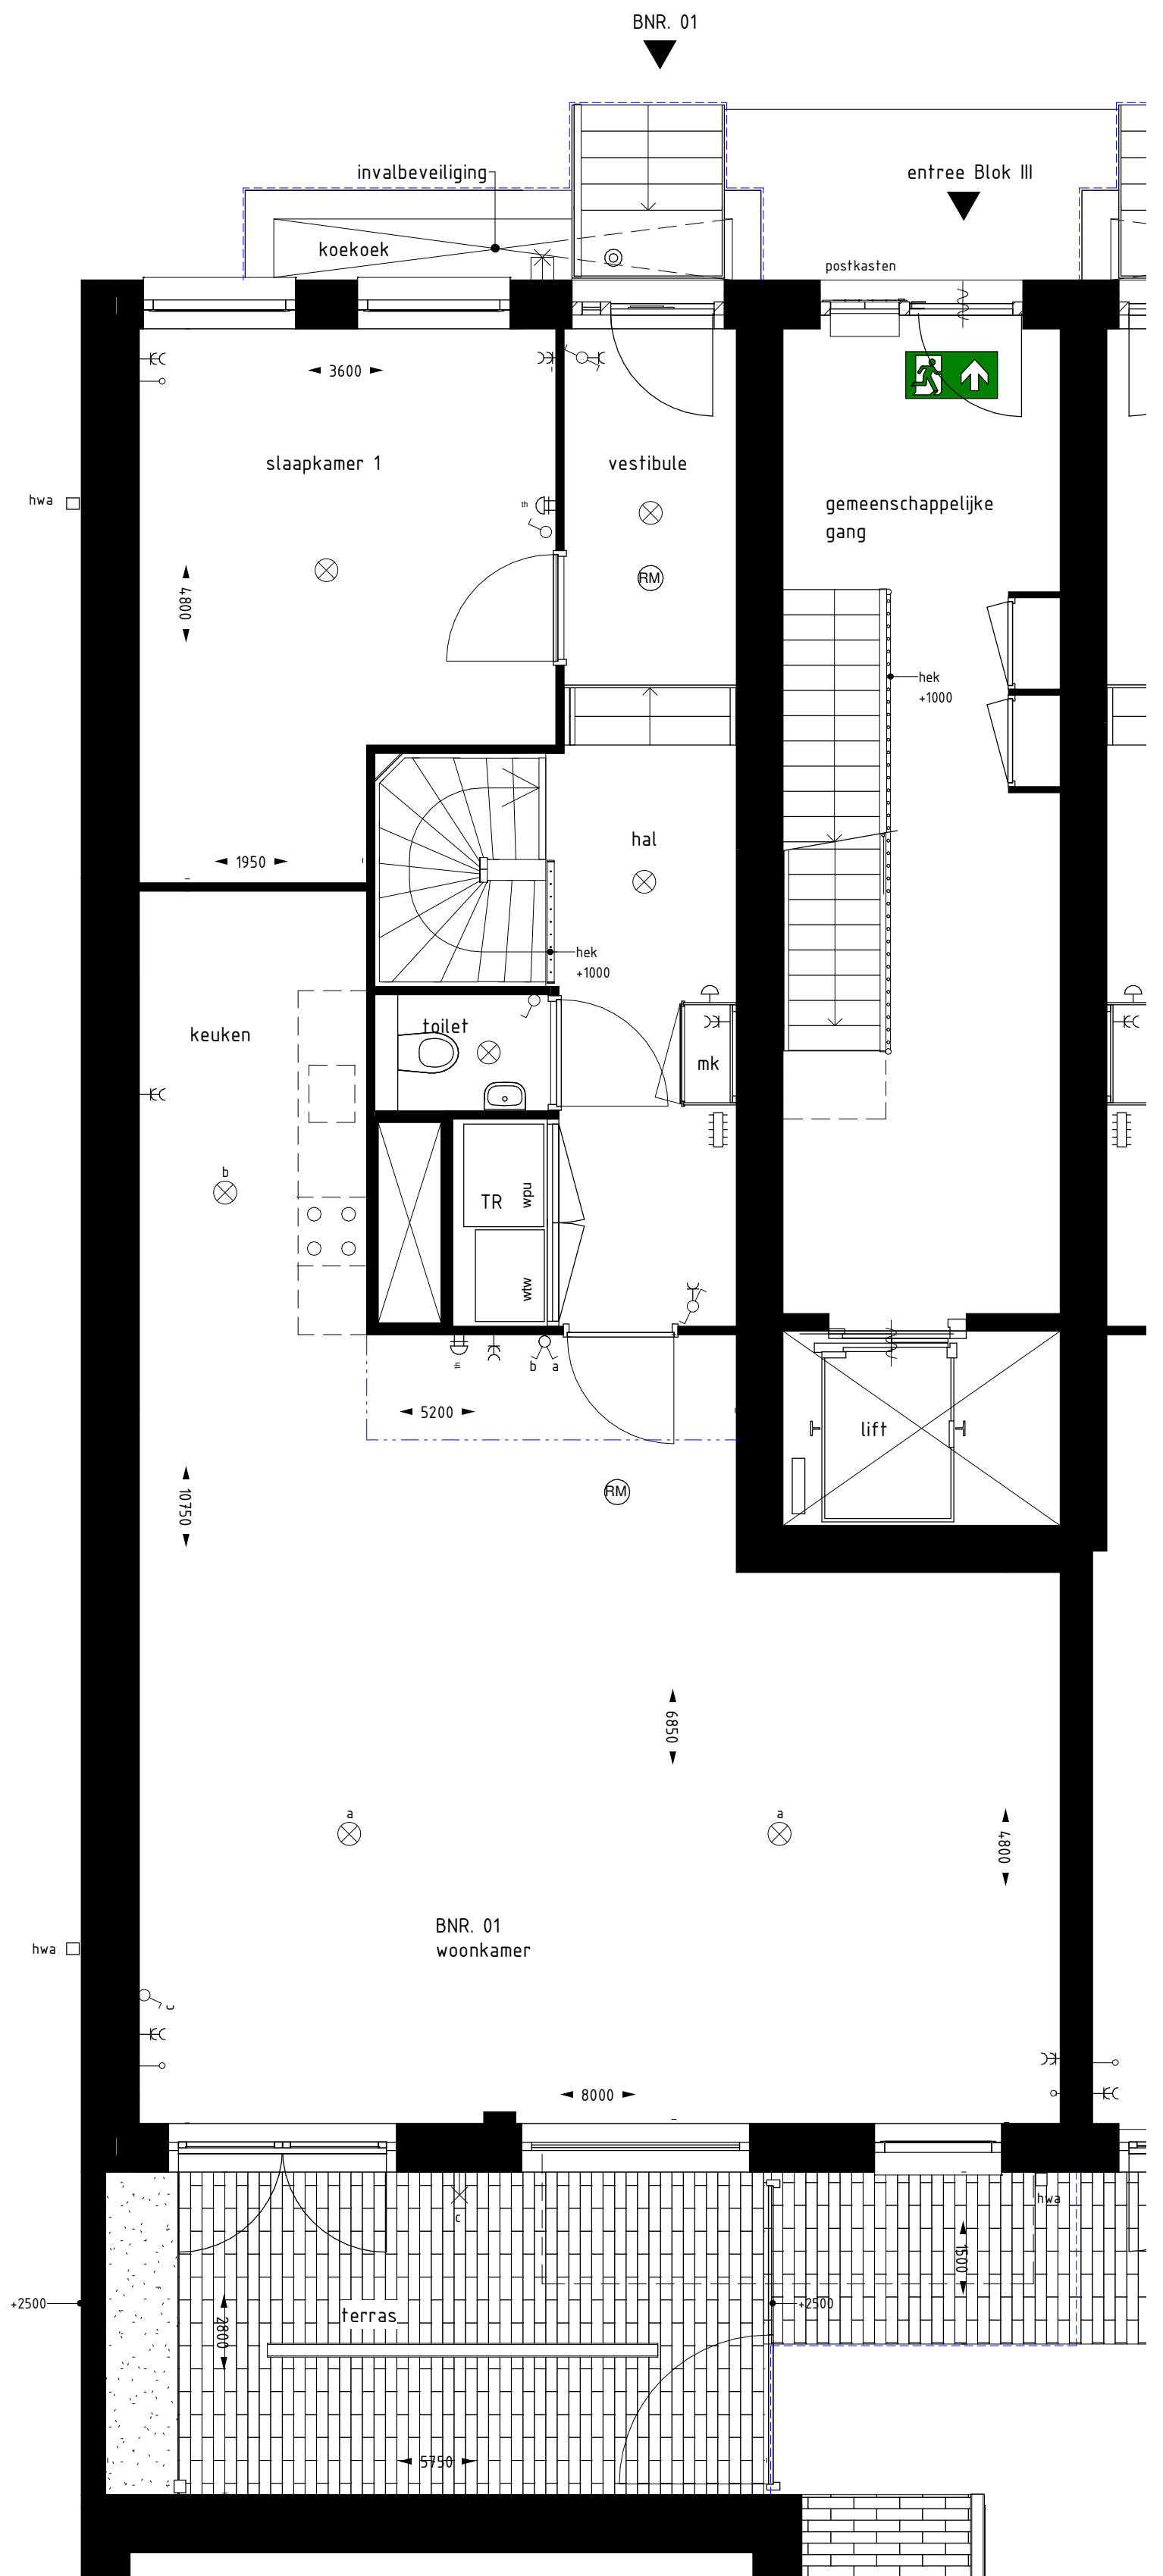 BNR. 01
invalbeveiliging
entree Blok III
koekoek
postkasten
3600
slaapkamer 1
vestibule
hwa
th
gemeenschappelijke
gang
RM
4800
hek
+1000
hal
1950
hek
+1000
keuken
toilet
mk
b
TR
wpu
wtw
th
b a
5200
lift
10750
RM
6850
a
a
4800
BNR. 01
woonkamer
hwa
c
8000
hwa
c
1500
+2500
+2500
terras
2800
5750